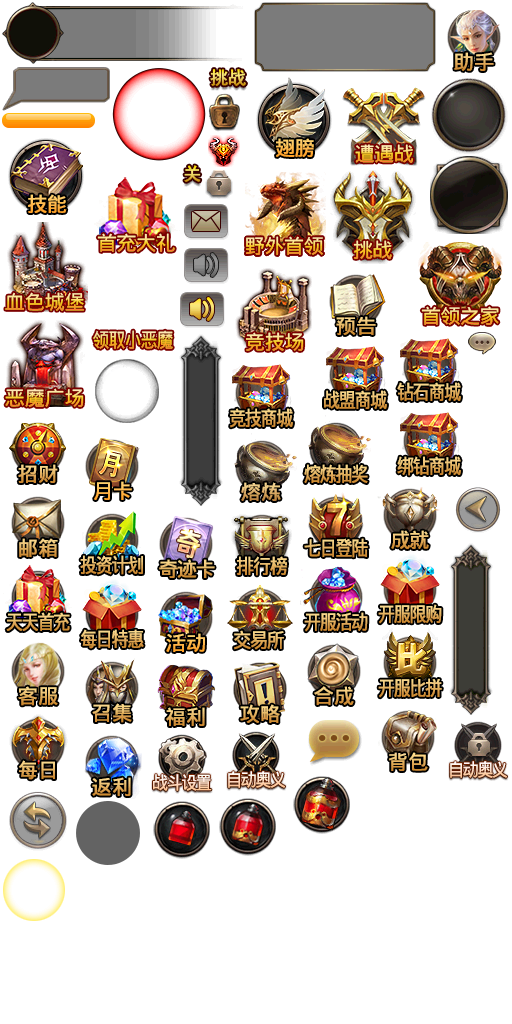 助手
挑战
翅膀
遭遇战
技能
关
首充大礼
野外首领
挑战
血色城堡
首领之家
竞技场
预告
恶魔广场
领取小恶魔
竞技商城
战盟商城
钻石商城
招财
月
月卡
熔炼
熔炼抽奖
绑钻商城
邮箱
投资计划
奇
奇迹卡
排行榜
7
七日登陆
成就
天天首充
每日特惠
活动
交易所
开服活动
开服限购
客服
召集
福利
攻略
合成
比
开服比拼
每日
返利
战斗设置
自动奥义
背包
自动奥义